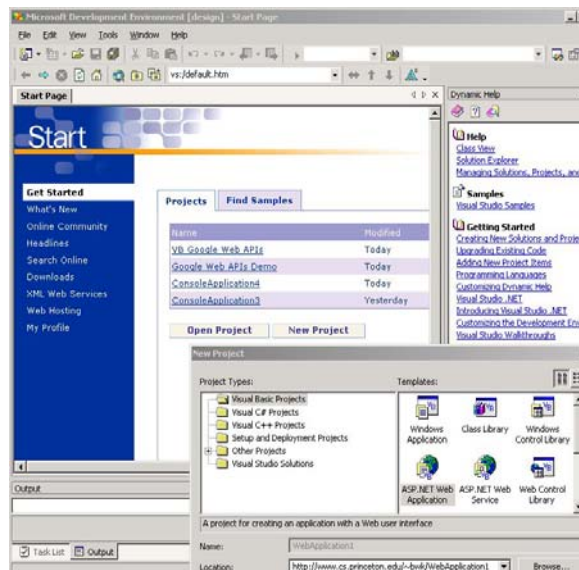 Microsoft Development Environment [design] - Start Page
File Edit View Tools Window Help
vs:/default.htm
Start Page
Dynamic Help
Start
Get Started
What's New
Online Community
Headlines
Search Online
Downloads
XML Web Services
Web Hosting
My Profile
Projects Find Samples
Name Modified
VB Google Web APIs Today
Google Web APIs Demo Today
ConsoleApplication4 Today
ConsoleApplication3 Yesterday
Open Project New Project
Help
Class View
Solution Explorer
Managing Solutions, Projects, and
Samples
Visual Studio Samples
Getting Started
Creating New Solutions and Proje
Upgrading Existing Code
Adding New Project Items
Programming Languages
Customizing Dynamic Help
Visual Studio .NET
Introducing Visual Studio .NET
Customizing the Development Env
Visual Studio Walkthroughs
New Project
Project Types:
Visual Basic Projects
Visual C# Projects
Visual C++ Projects
Setup and Deployment Projects
Other Projects
Visual Studio Solutions
Templates:
Windows Application
Class Library
Windows Control Library
ASP.NET Web Application
ASP.NET Web Service
Web Control Library
A project for creating an application with a Web user interface
Name: WebApplication1
Location: http://www.cs.princeton.edu/~bwk/WebApplication1 Browse...
Output
Task List Output